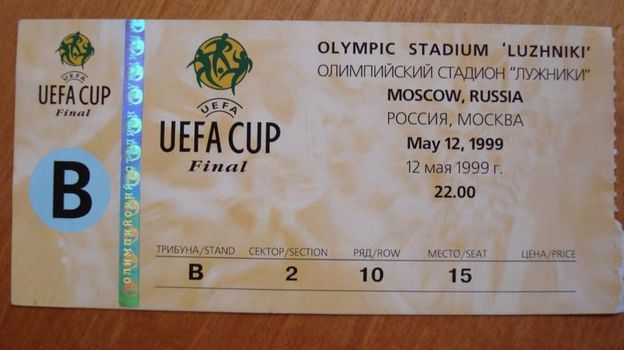 UEFA
UEFA CUP
Final
B
ОЛИМПИЙСКИЙ СТАДИОН
UEFA
UEFA CUP
Final
OLYMPIC STADIUM 'LUZHNIKI'
ОЛИМПИЙСКИЙ СТАДИОН "ЛУЖНИКИ"
MOSCOW, RUSSIA
РОССИЯ, МОСКВА
May 12, 1999
12 мая 1999 г.
22.00
ТРИБУНА/STAND СЕКТОР/SECTION РЯД/ROW МЕСТО/SEAT ЦЕНА/PRICE
B 2 10 15